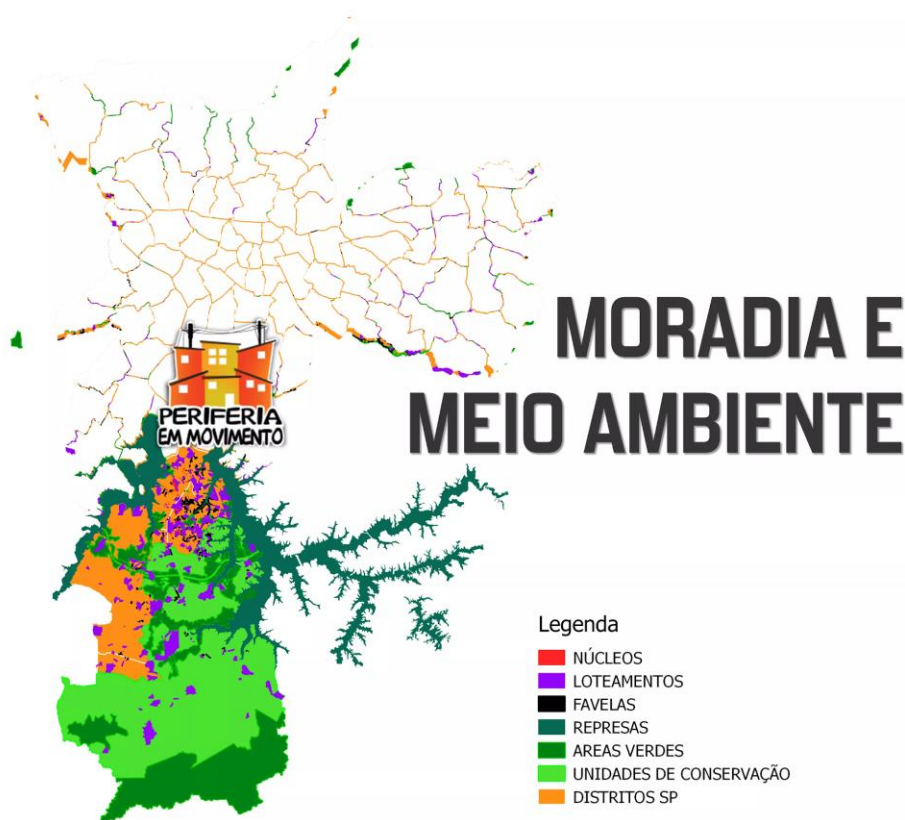 MORADIA E
MEIO AMBIENTE
PERIFERIA
EM MOVIMENTO
Legenda
NÚCLEOS
LOTEAMENTOS
FAVELAS
REPRESAS
AREAS VERDES
UNIDADES DE CONSERVAÇÃO
DISTRITOS SP